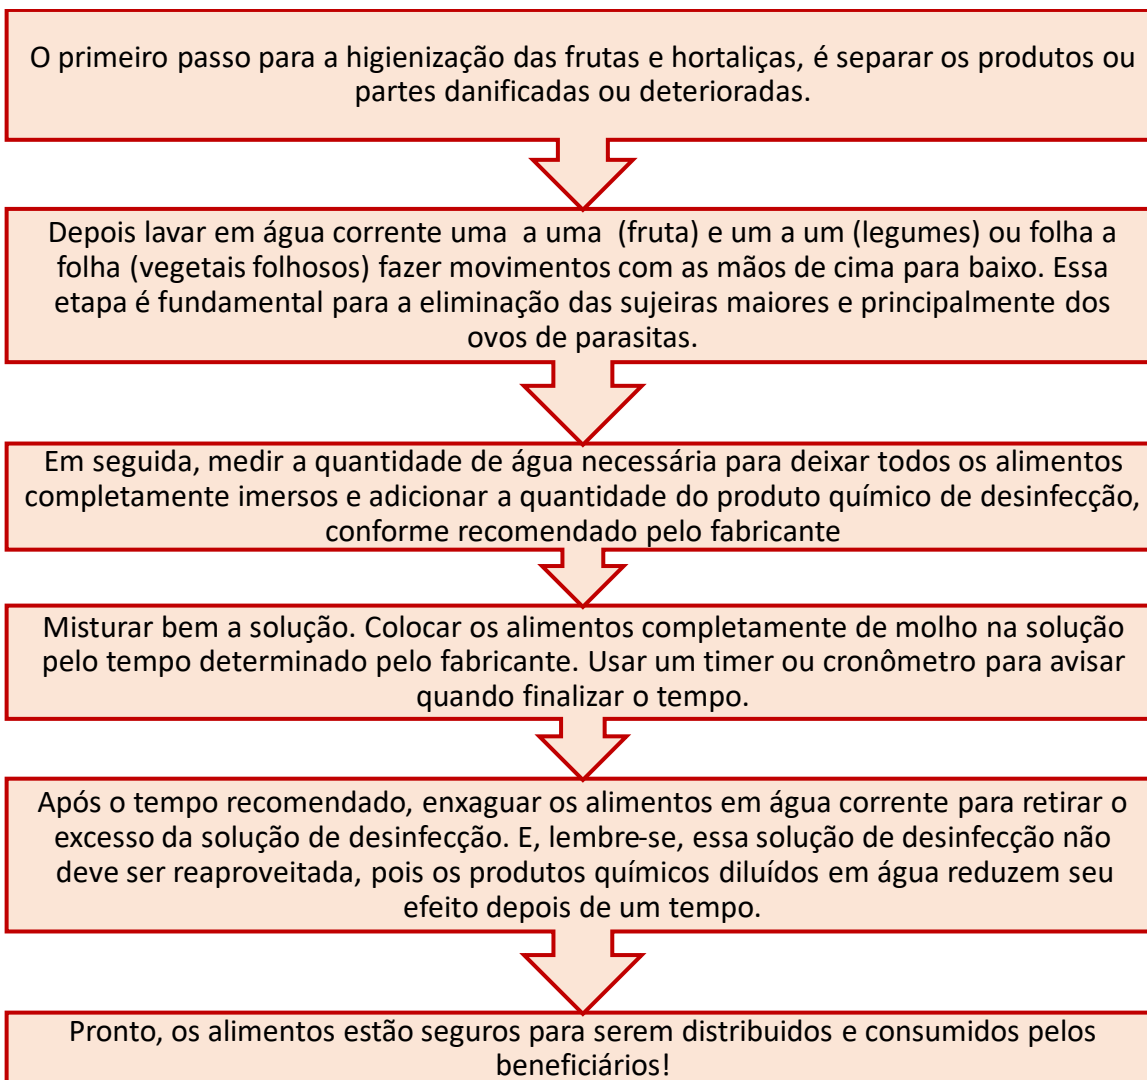 O primeiro passo para a higienização das frutas e hortaliças, é separar os produtos ou
partes danificadas ou deterioradas.
Depois lavar em água corrente uma a uma (fruta) e um a um (legumes) ou folha a
folha (vegetais folhosos) fazer movimentos com as mãos de cima para baixo. Essa
etapa é fundamental para a eliminação das sujeiras maiores e principalmente dos
ovos de parasitas.
Em seguida, medir a quantidade de água necessária para deixar todos os alimentos
completamente imersos e adicionar a quantidade do produto químico de desinfecção,
conforme recomendado pelo fabricante
Misturar bem a solução. Colocar os alimentos completamente de molho na solução
pelo tempo determinado pelo fabricante. Usar um timer ou cronômetro para avisar
quando finalizar o tempo.
Após o tempo recomendado, enxaguar os alimentos em água corrente para retirar o
excesso da solução de desinfecção. E, lembre-se, essa solução de desinfecção não
deve ser reaproveitada, pois os produtos químicos diluídos em água reduzem seu
efeito depois de um tempo.
Pronto, os alimentos estão seguros para serem distribuidos e consumidos pelos
beneficiários!